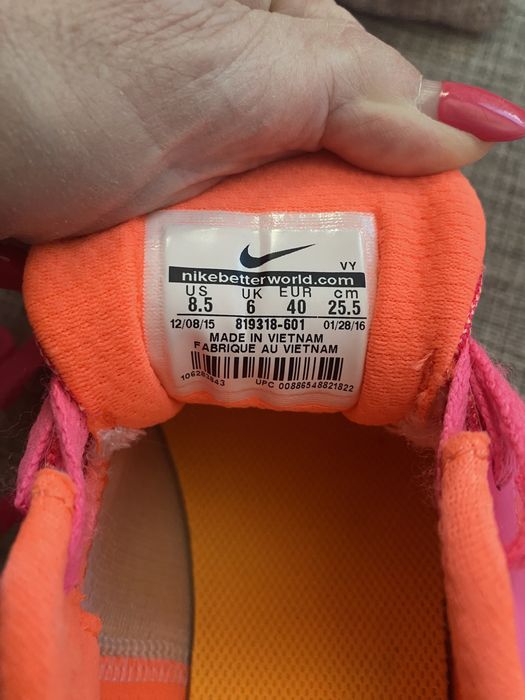 VY
nikebetterworld.com
US UK EUR cm
8.5 6 40 25.5
12/08/15 819318-601 01/28/16
MADE IN VIETNAM
FABRIQUE AU VIETNAM
UPC 00886548821822